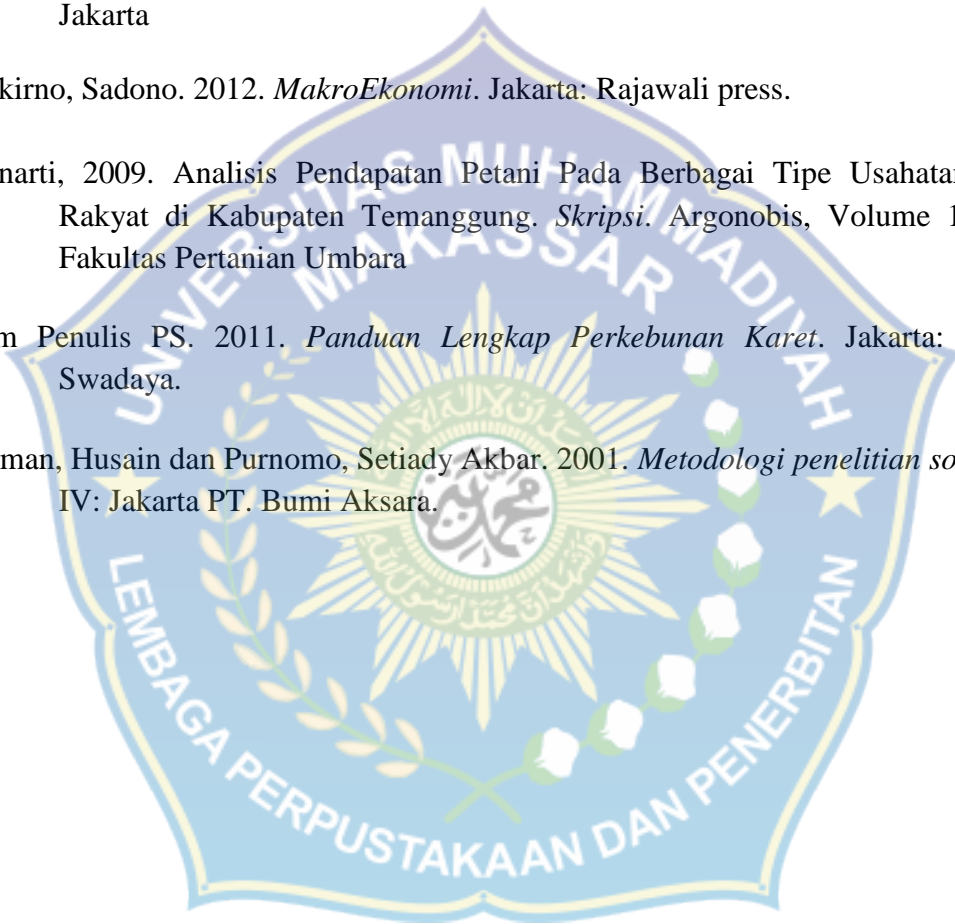 Jakarta
kirno, Sadono. 2012. MakroEkonomi. Jakarta: Rajawali press.
narti, 2009. Analisis Pendapatan Petani Pada Berbagai Tipe Usahata
Rakyat di Kabupaten Temanggung. Skripsi. Argonobis, Volume 1
Fakultas Pertanian Umbara
m Penulis PS. 2011. Panduan Lengkap Perkebunan Karet. Jakarta:
Swadaya.
man, Husain dan Purnomo, Setiady Akbar. 2001. Metodologi penelitian so
IV: Jakarta PT. Bumi Aksara.
UNIVERSITAS MUHAMMADIYAH
MAKASSAR
LEMBAGA PERPUSTAKAAN DAN PENERBITAN